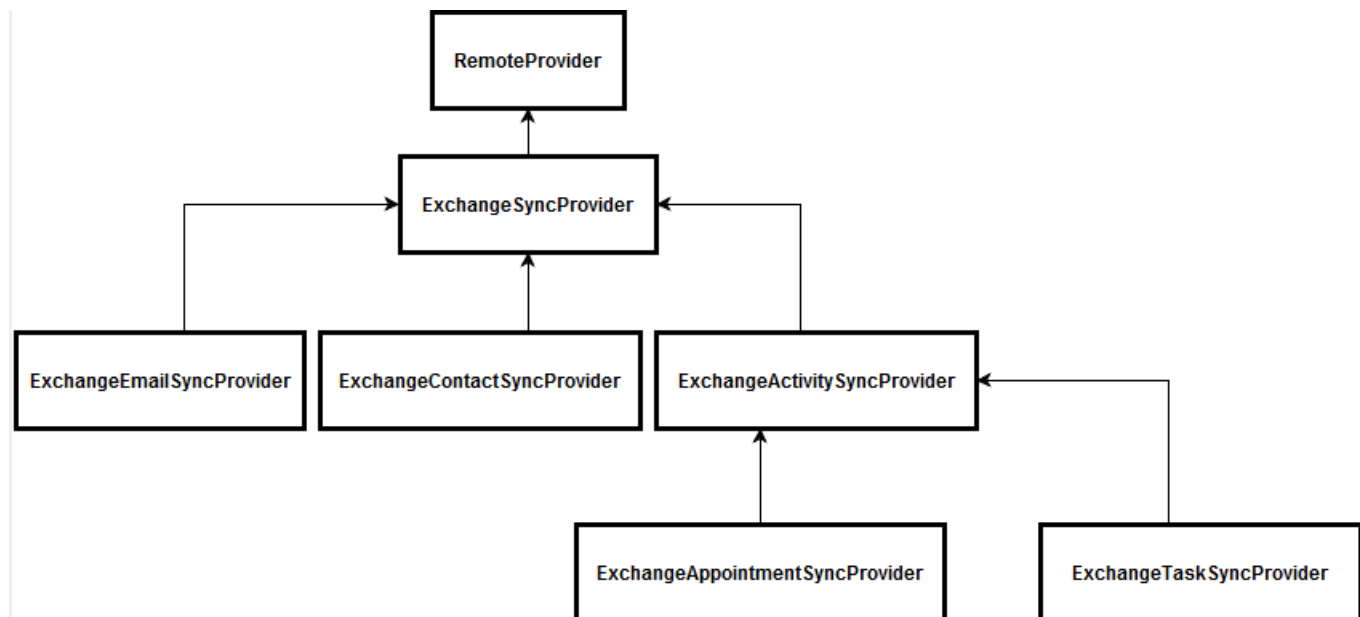 RemoteProvider
ExchangeSyncProvider
ExchangeEmailSyncProvider
ExchangeContactSyncProvider
ExchangeActivitySyncProvider
ExchangeAppointmentSyncProvider
ExchangeTaskSyncProvider